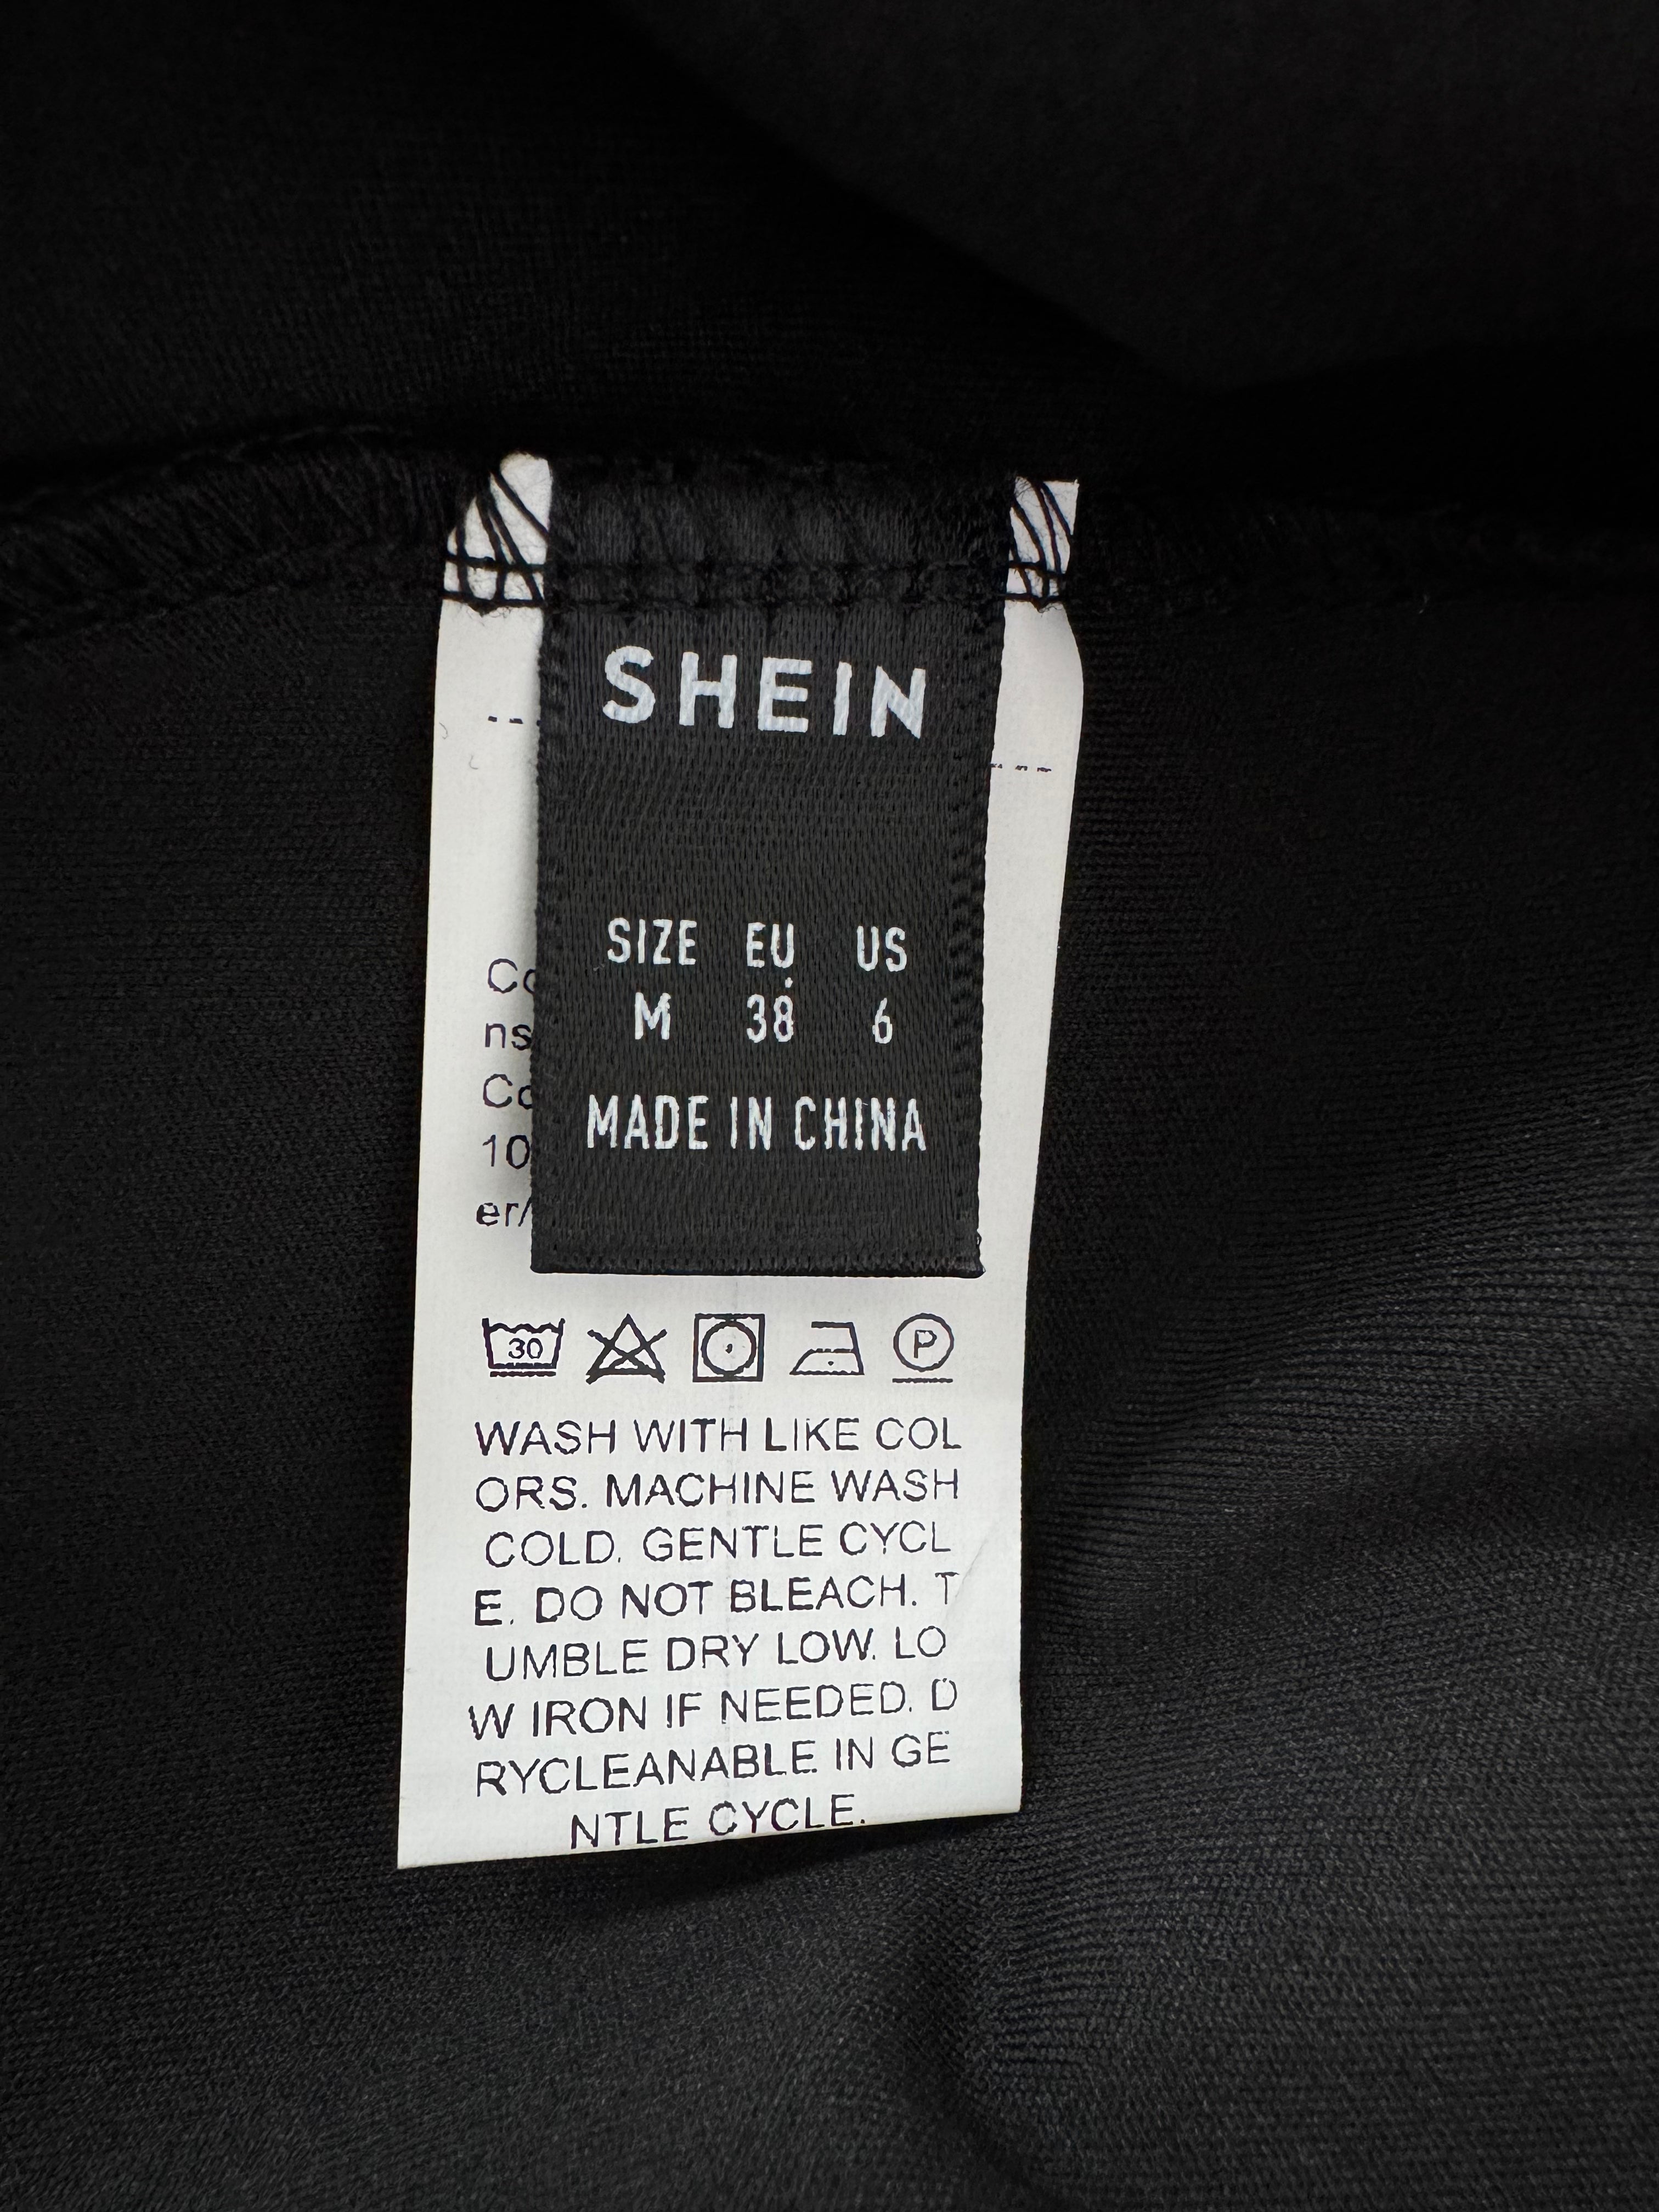 SHEIN
SIZE EU US
M 38 6
MADE IN CHINA
30
P
WASH WITH LIKE COL
ORS. MACHINE WASH
COLD. GENTLE CYCL
E. DO NOT BLEACH. T
UMBLE DRY LOW. LO
W IRON IF NEEDED. D
RYCLEANABLE IN GE
NTLE CYCLE.